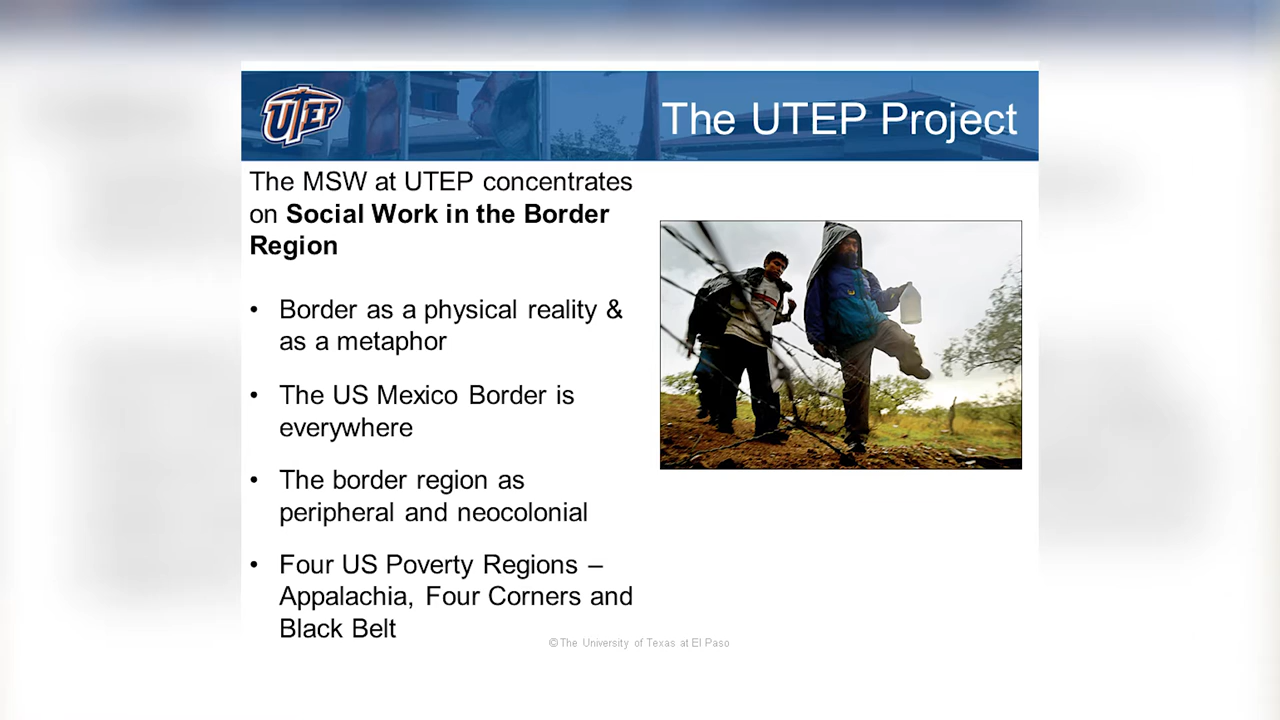 UTEP
The UTEP Project
The MSW at UTEP concentrates
on Social Work in the Border
Region
• Border as a physical reality &
as a metaphor
• The US Mexico Border is
everywhere
• The border region as
peripheral and neocolonial
• Four US Poverty Regions –
Appalachia, Four Corners and
Black Belt
©The University of Texas at El Paso